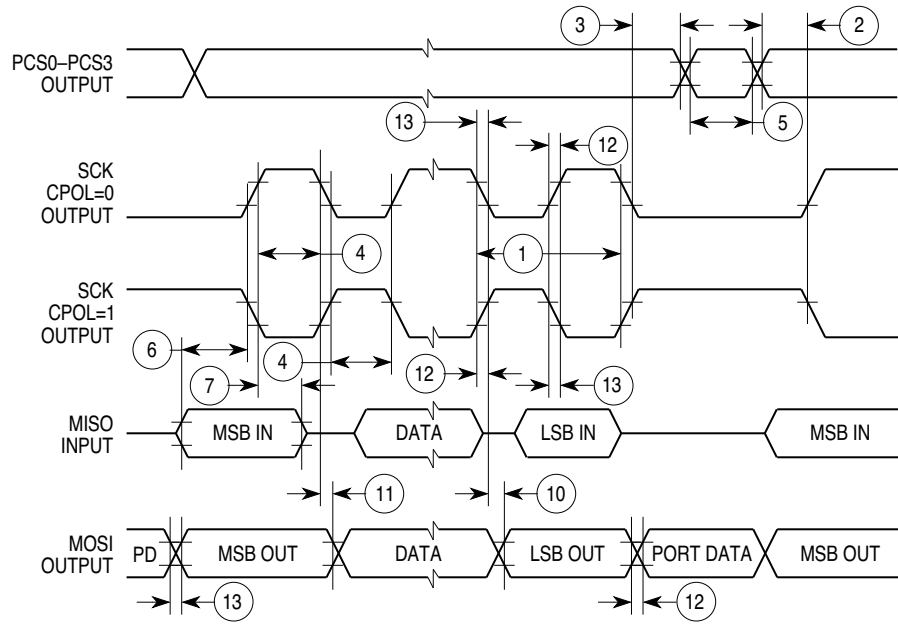 3
2
PCS0–PCS3
OUTPUT
5
13
12
SCK
CPOL=0
OUTPUT
4
1
SCK
CPOL=1
OUTPUT
6
4
7
12
13
MISO
INPUT
MSB IN
DATA
LSB IN
MSB IN
11
10
MOSI
OUTPUT
PD
MSB OUT
DATA
LSB OUT
PORT DATA
MSB OUT
13
12